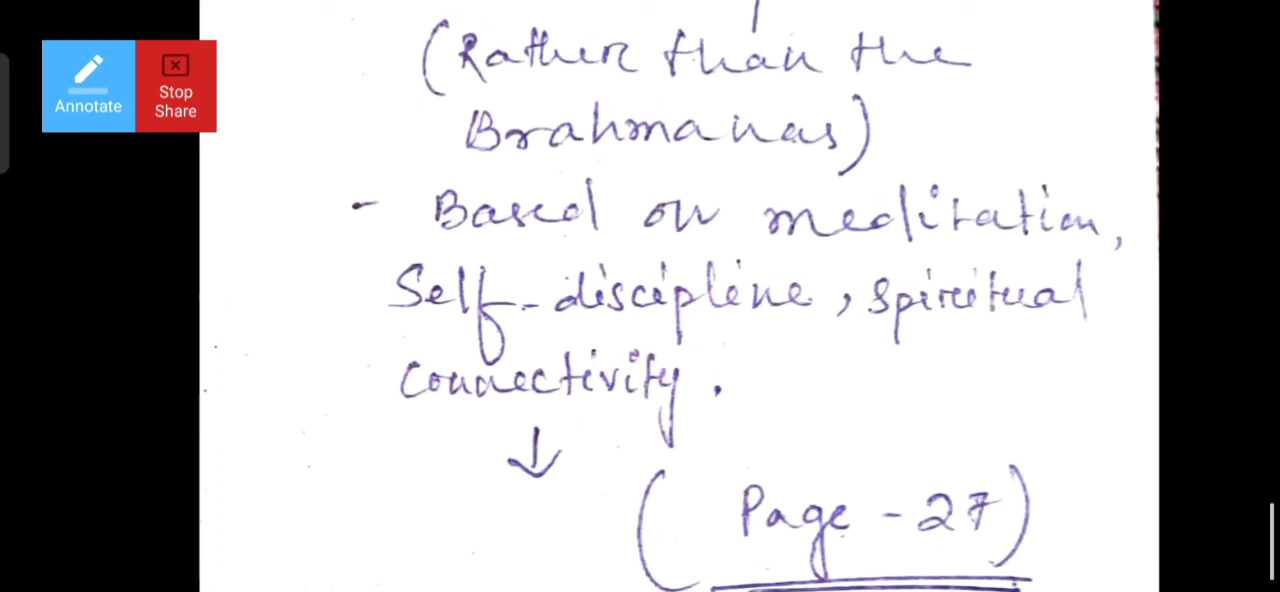 Annotate
Stop
Share
(Rather than the
Brahmanas)
- Based on meditation,
Self-discipline, spiritual
connectivity.
↓
(Page - 27)